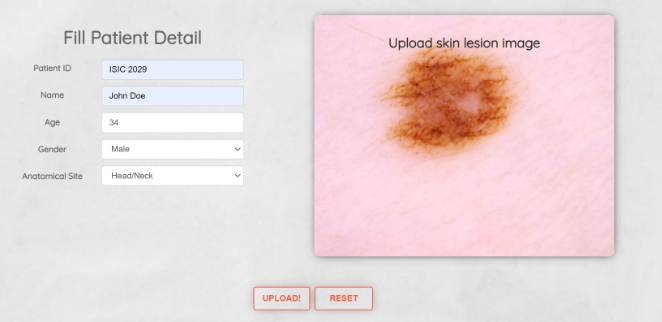 Fill Patient Detail
Patient ID
ISIC 2029
Name
John Doe
Age
34
Gender
Male
Anatomical Site
Head/Neck
Upload skin lesion image
UPLOAD!
RESET